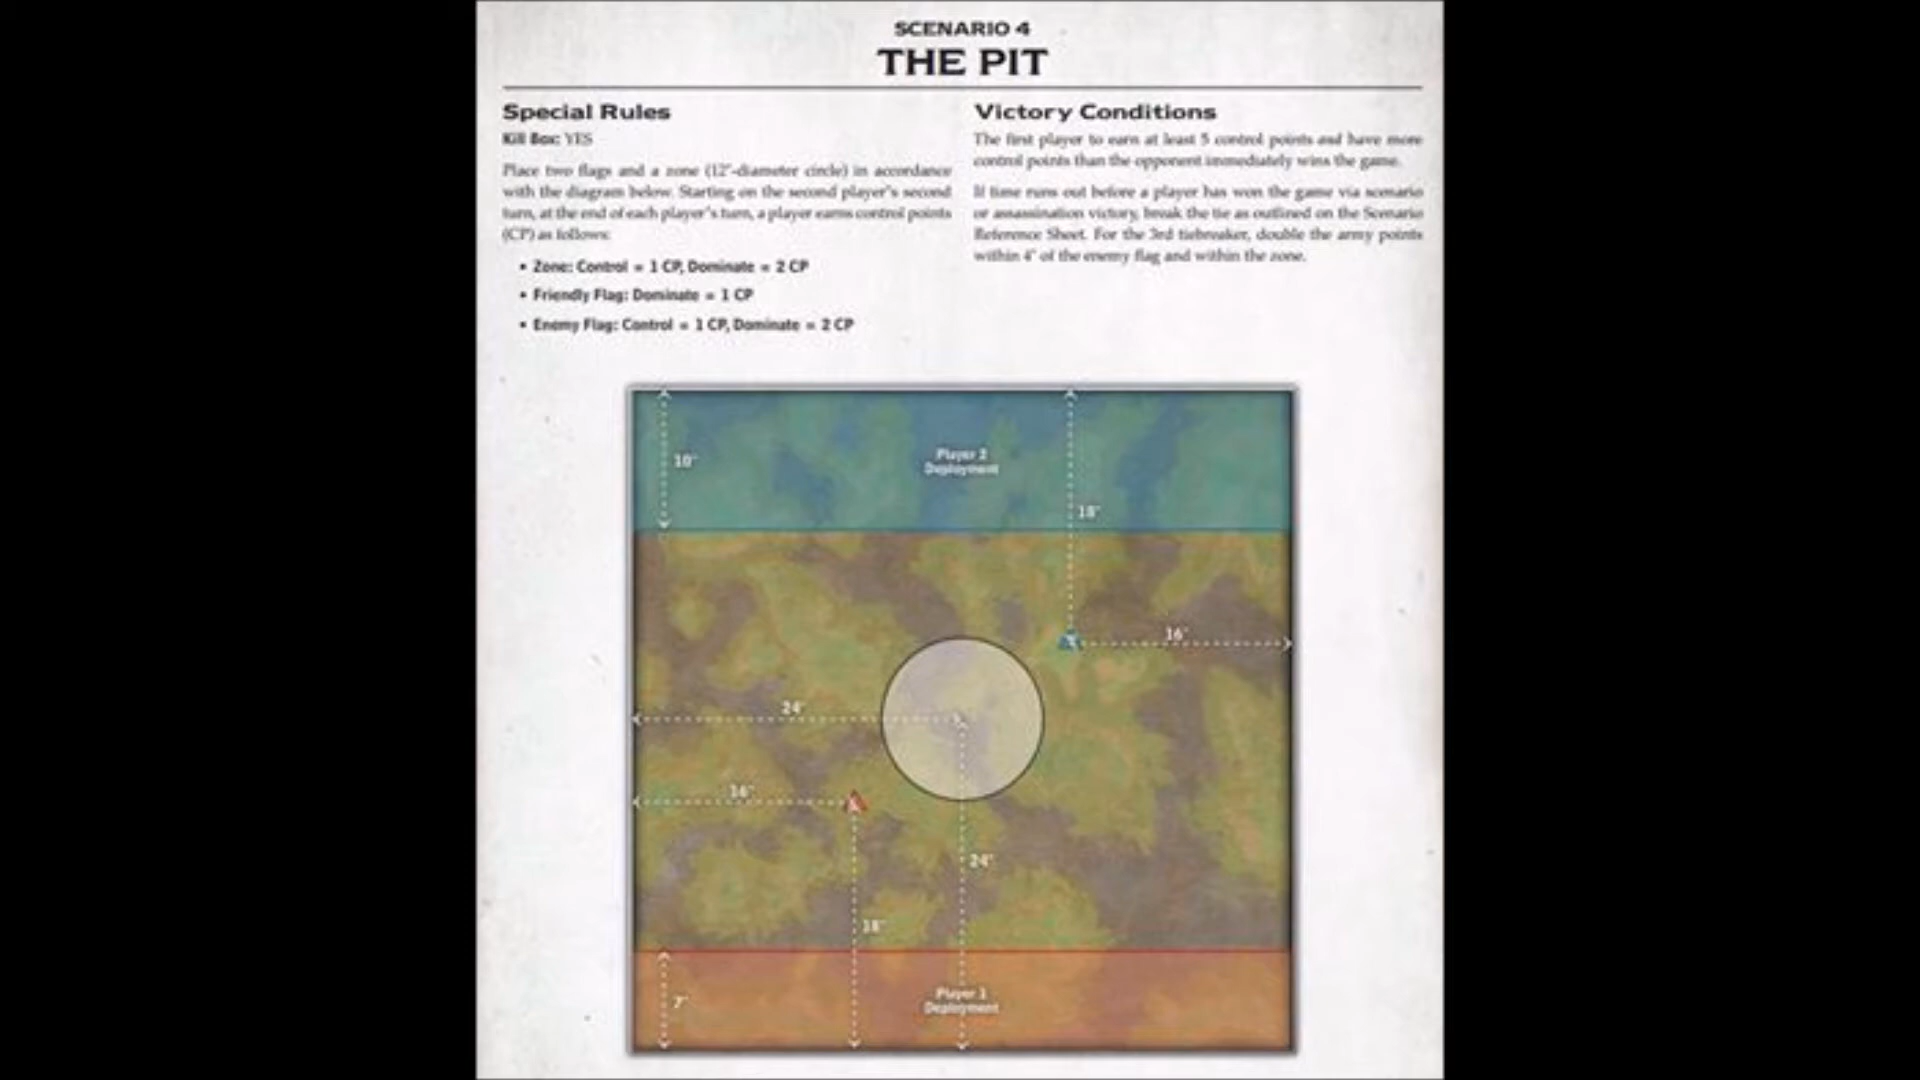 SCENARIO 4
THE PIT
Special Rules
Kill Box: YES
Place two flags and a zone (12"-diameter circle) in accordance
with the diagram below. Starting on the second player's second
turn, at the end of each player's turn, a player earns control points
(CP) as follows:
• Zone: Control = 1 CP, Dominate = 2 CP
• Friendly Flag: Dominate = 1 CP
• Enemy Flag: Control = 1 CP, Dominate = 2 CP
Victory Conditions
The first player to earn at least 5 control points and have more
control points than the opponent immediately wins the game.
If time runs out before a player has won the game via scenario
or assassination victory, break the tie as outlined on the Scenario
Reference Sheet. For the 3rd tiebreaker, double the army points
within 4" of the enemy flag and within the zone.
10"
Player 2
Deployment
18"
16"
24"
16"
24"
18"
7"
Player 1
Deployment